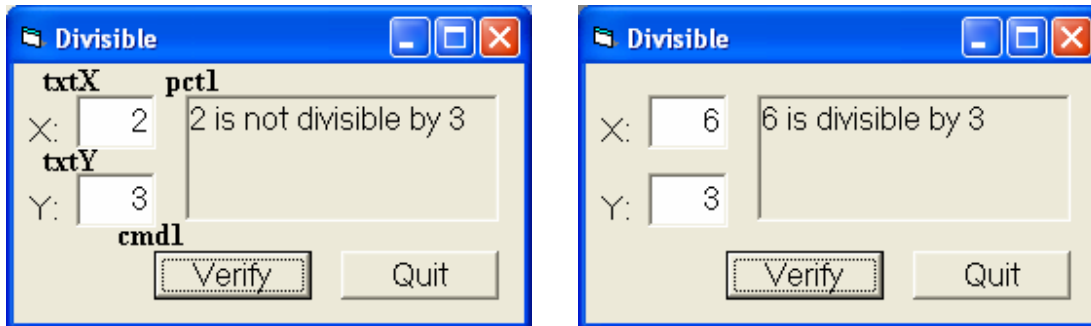 Divisible
txtX pct1
X: 2 2 is not divisible by 3
txtY
Y: 3
cmd1
Verify Quit
Divisible
X: 6 6 is divisible by 3
Y: 3
Verify Quit